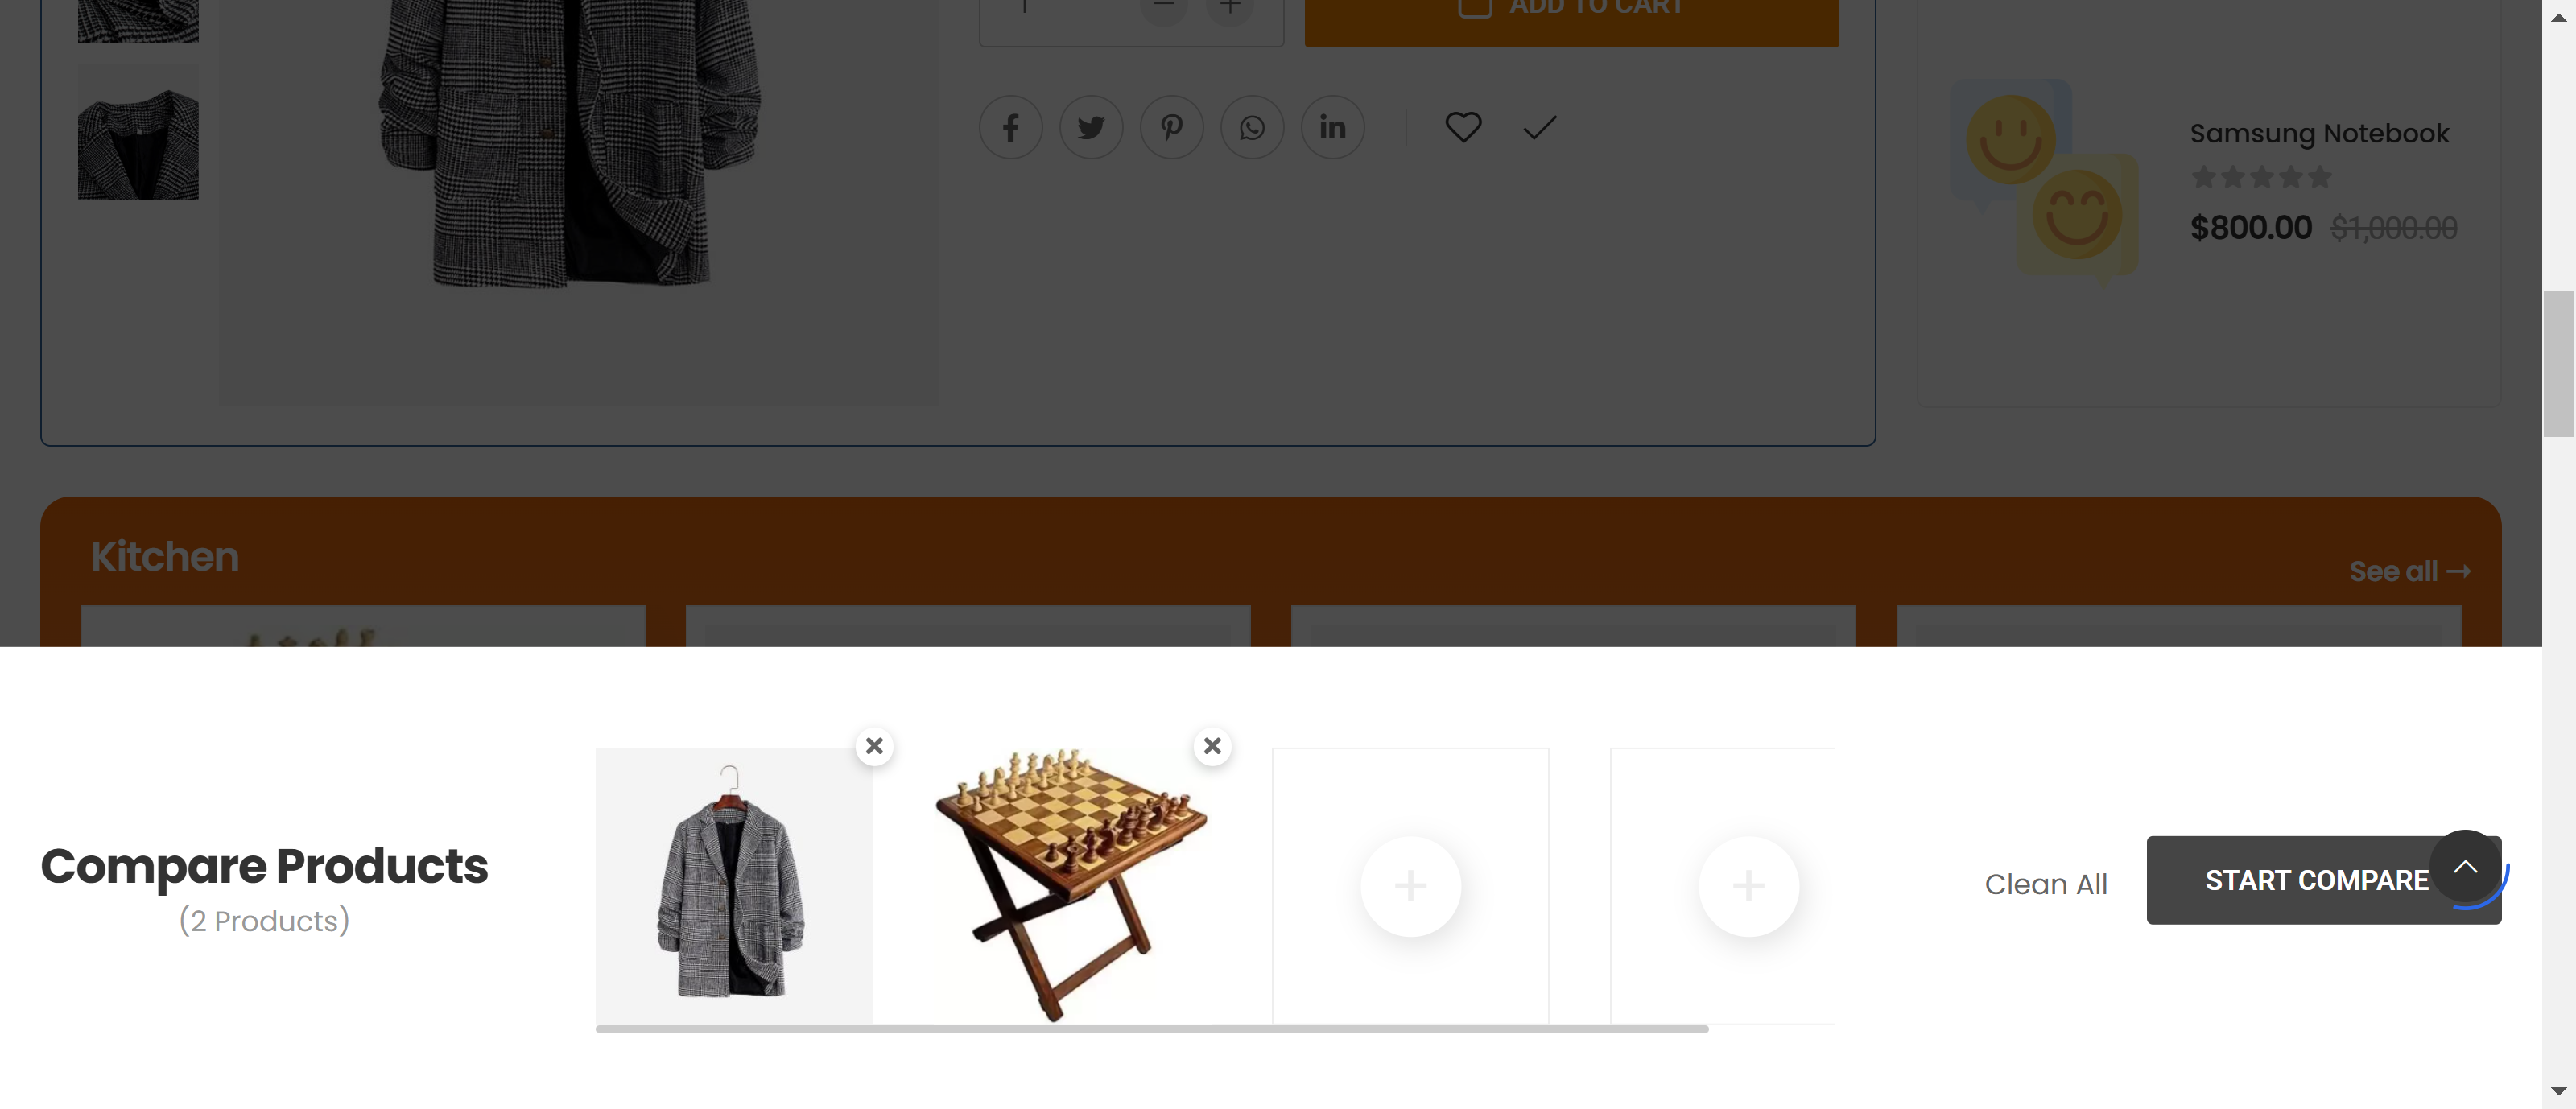 1
ADD TO CART
Samsung Notebook
$800.00 $1,000.00
Kitchen
See all →
Compare Products
(2 Products)
Clean All
START COMPARE